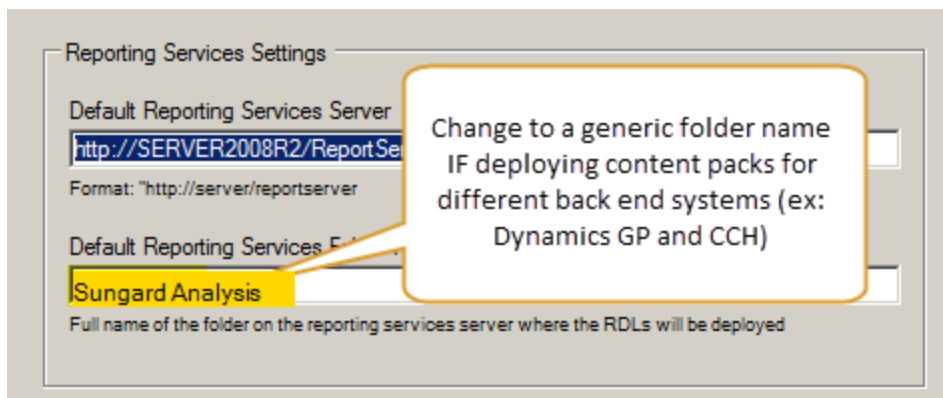 Reporting Services Settings
Default Reporting Services Server
http://SERVER2008R2/ReportSe
Format: "http://server/reportserver
Default Reporting Services
Sungard Analysis
Full name of the folder on the reporting services server where the RDLs will be deployed
Change to a generic folder name
IF deploying content packs for
different back end systems (ex:
Dynamics GP and CCH)